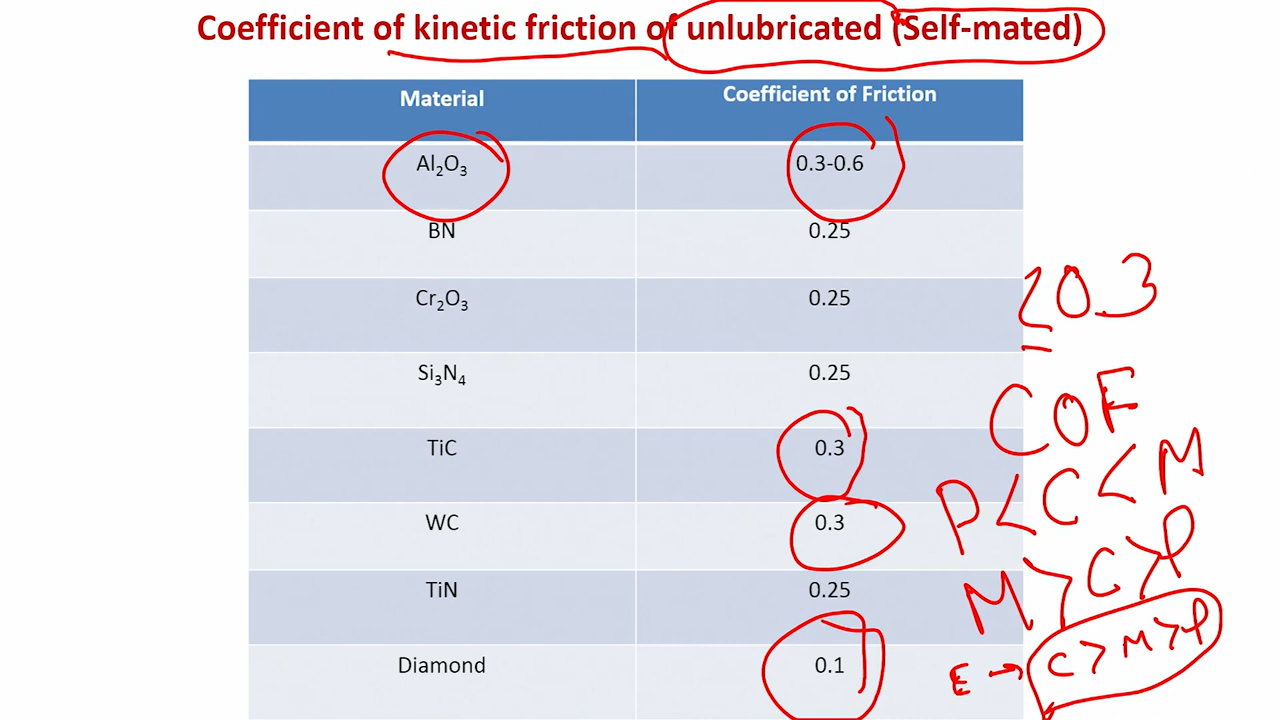 Coefficient of kinetic friction of unlubricated (Self-mated)
Material Coefficient of Friction
Al₂O₃ 0.3-0.6
BN 0.25
Cr₂O₃ 0.25
Si₃N₄ 0.25
TiC 0.3
WC 0.3
TiN 0.25
Diamond 0.1
≤0.3
COF
P<C<M
M>C>P
E → C>M>P